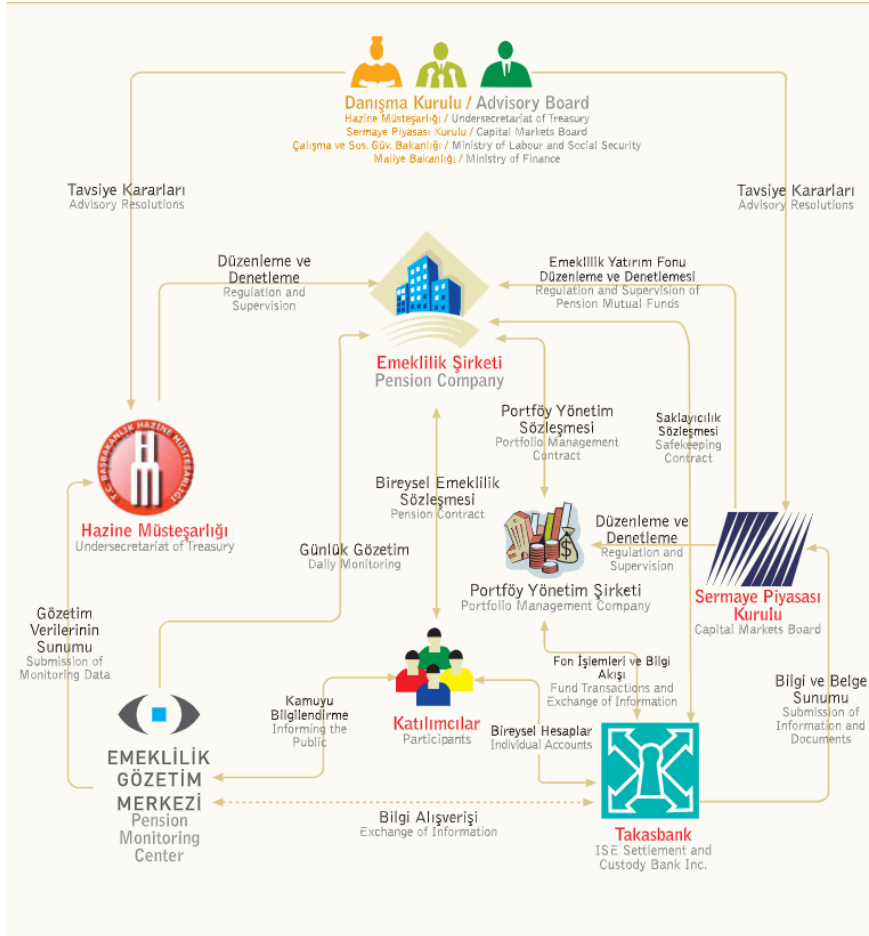 Danışma Kurulu / Advisory Board
Hazine Müsteşarlığı / Undersecretariat of Treasury
Sermaye Piyasası Kurulu / Capital Markets Board
Çalışma ve Sos. Güv. Bakanlığı / Ministry of Labour and Social Security
Maliye Bakanlığı / Ministry of Finance
Tavsiye Kararları
Advisory Resolutions
Tavsiye Kararları
Advisory Resolutions
Düzenleme ve
Denetleme
Regulation and
Supervision
Emeklilik Yatırım Fonu
Düzenleme ve Denetlemesi
Regulation and Supervision of
Pension Mutual Funds
Emeklilik Şirketi
Pension Company
Portföy Yönetim
Sözleşmesi
Portfolio Management
Contract
Saklayıcılık
Sözleşmesi
Safekeeping
Contract
T.C. BAŞBAKANLIK HAZİNE MÜSTEŞARLIĞI
HM
Hazine Müsteşarlığı
Undersecretariat of Treasury
Bireysel Emeklilik
Sözleşmesi
Pension Contract
Günlük Gözetim
Daily Monitoring
Düzenleme ve
Denetleme
Regulation and
Supervision
$
Portföy Yönetim Şirketi
Portfolio Management Company
Sermaye Piyasası
Kurulu
Capital Markets Board
Gözetim
Verilerinin
Sunumu
Submission of
Monitoring Data
Fon İşlemleri ve Bilgi
Akışı
Fund Transactions and
Exchange of Information
Bilgi ve Belge
Sunumu
Submission of
Information and
Documents
Kamuyu
Bilgilendirme
Informing the
Public
Katılımcılar
Participants
Bireysel Hesaplar
Individual Accounts
EMEKLİLİK
GÖZETİM
MERKEZİ
Pension
Monitoring
Center
Bilgi Alışverişi
Exchange of Information
Takasbank
ISE Settlement and
Custody Bank Inc.